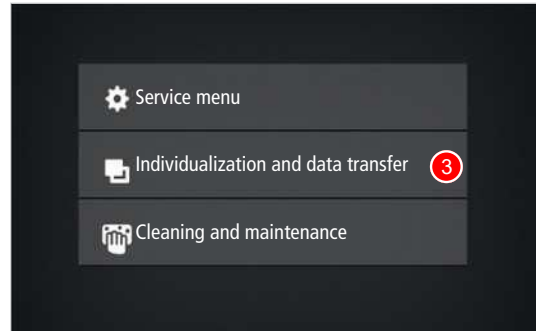 Service menu
Individualization and data transfer 3
Cleaning and maintenance